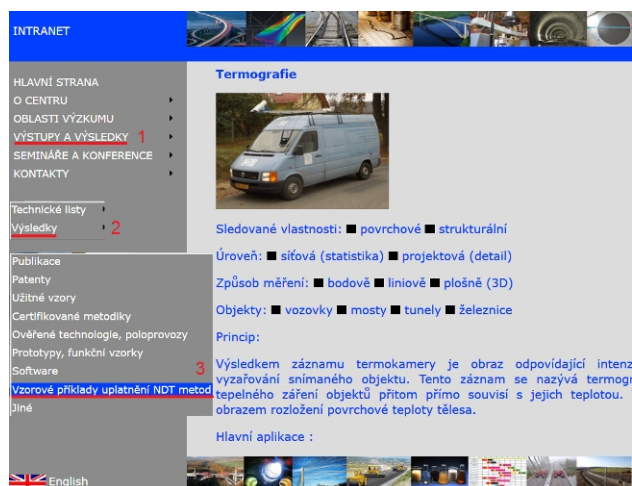 INTRANET
HLAVNÍ STRANA
O CENTRU
OBLASTI VÝZKUMU
VÝSTUPY A VÝSLEDKY 1
SEMINÁŘE A KONFERENCE
KONTAKTY
Technické listy
Výsledky 2
Publikace
Patenty
Užitné vzory
Certifikované metodiky
Ověřené technologie, poloprovozy
Prototypy, funkční vzorky
Software 3
Vzorové příklady uplatnění NDT metod
Jiné
English
Termografie
Sledované vlastnosti: ■ povrchové ■ strukturální
Úroveň: ■ síťová (statistika) ■ projektová (detail)
Způsob měření: ■ bodově ■ liniově ■ plošně (3D)
Objekty: ■ vozovky ■ mosty ■ tunely ■ železnice
Princip:
Výsledkem záznamu termokamery je obraz odpovídající intenz
vyzařování snímaného objektu. Tento záznam se nazývá termogr
tepelného záření objektů přitom přímo souvisí s jejich teplotou.
obrazem rozložení povrchové teploty tělesa.
Hlavní aplikace :